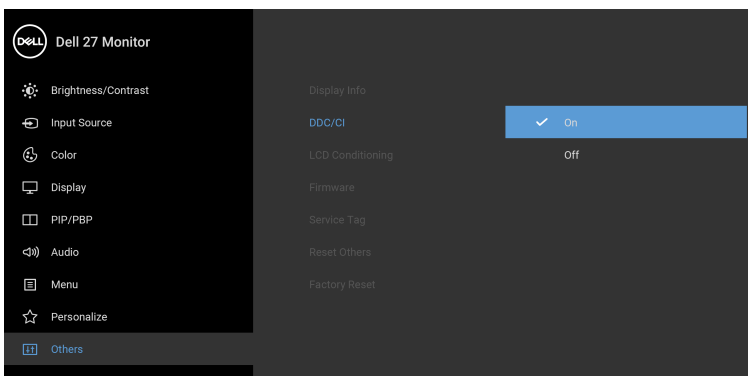 DELL Dell 27 Monitor
Brightness/Contrast
Display Info
Input Source
DDC/CI
On
Color
LCD Conditioning
Off
Display
Firmware
PIP/PBP
Service Tag
Audio
Reset Others
Menu
Factory Reset
Personalize
Others